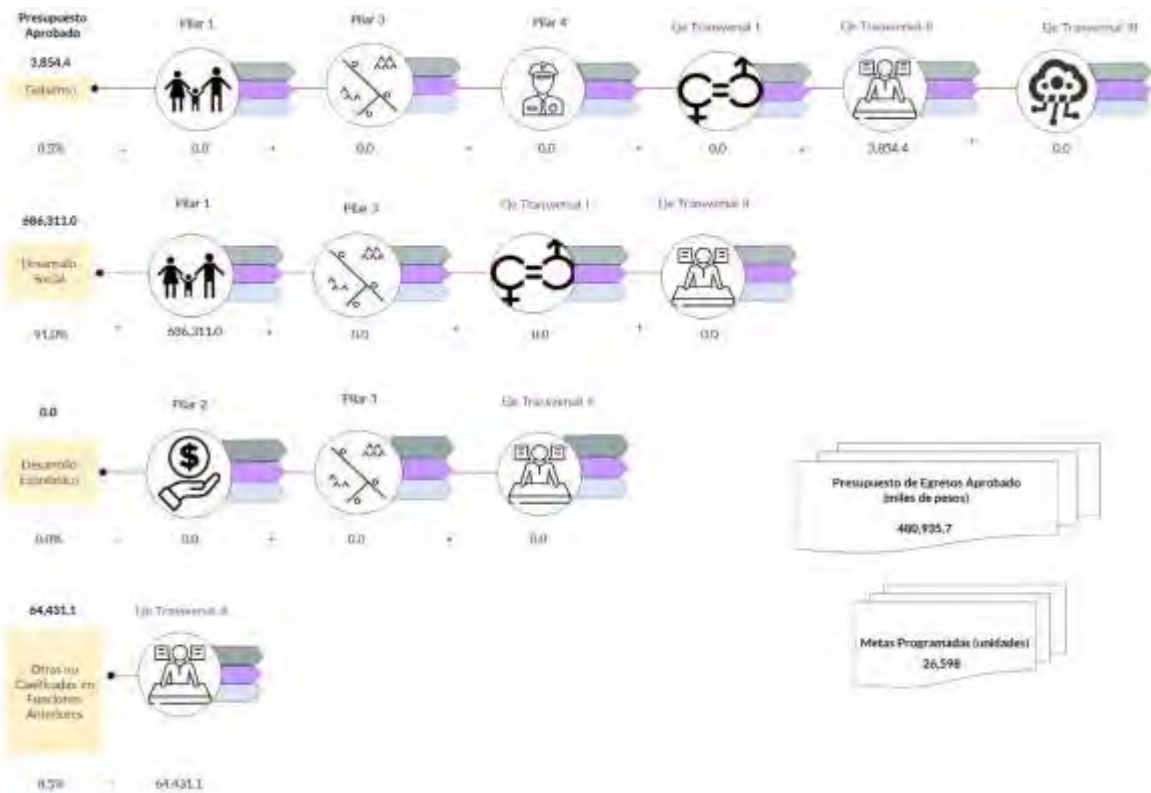 Presupuesto
Aprobado
Pilar 1
Pilar 3
Pilar 4
Eje Transversal I
Eje Transversal II
Eje Transversal III
3,854.4
Gobierno
0.5%
=
0.0
+
0.0
+
0.0
+
0.0
+
3,854.4
+
0.0
686,311.0
Pilar 1
Pilar 3
Eje Transversal I
Eje Transversal II
Desarrollo
Social
91.0%
=
686,311.0
+
0.0
+
0.0
+
0.0
0.0
Pilar 2
Pilar 3
Eje Transversal II
Desarrollo
Económico
0.0%
=
0.0
+
0.0
+
0.0
$
Presupuesto de Egresos Aprobado
(miles de pesos)
480,935.7
64,431.1
Eje Transversal II
Otras no
Clasificadas en
Funciones
Anteriores
8.5%
64,431.1
Metas Programadas (unidades)
26,598